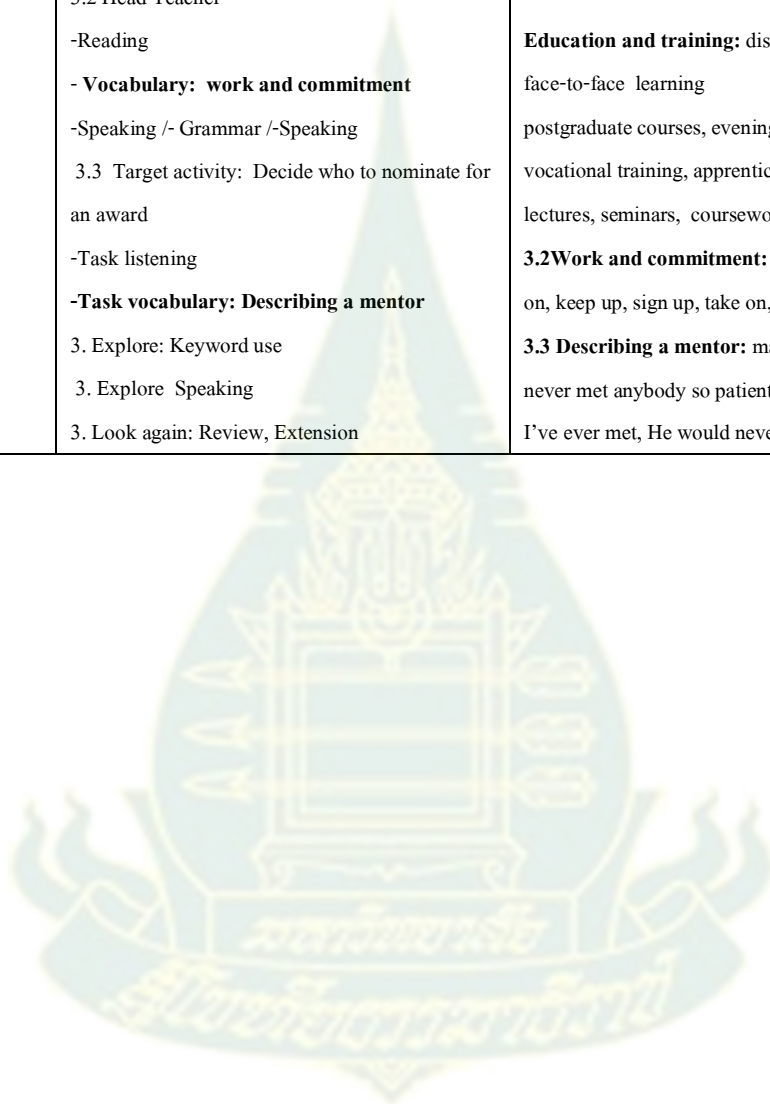 -Reading
- Vocabulary: work and commitment
-Speaking /- Grammar /-Speaking
3.3 Target activity: Decide who to nominate for
an award
-Task listening
-Task vocabulary: Describing a mentor
3. Explore: Keyword use
3. Explore Speaking
3. Look again: Review, Extension
Education and training:
face-to-face learning
postgraduate courses,
vocational training,
lectures, seminars,
3.2Work and commitment:
on, keep up, sign up, take on,
3.3 Describing a mentor:
never met anybody so patient
I've ever met, He would